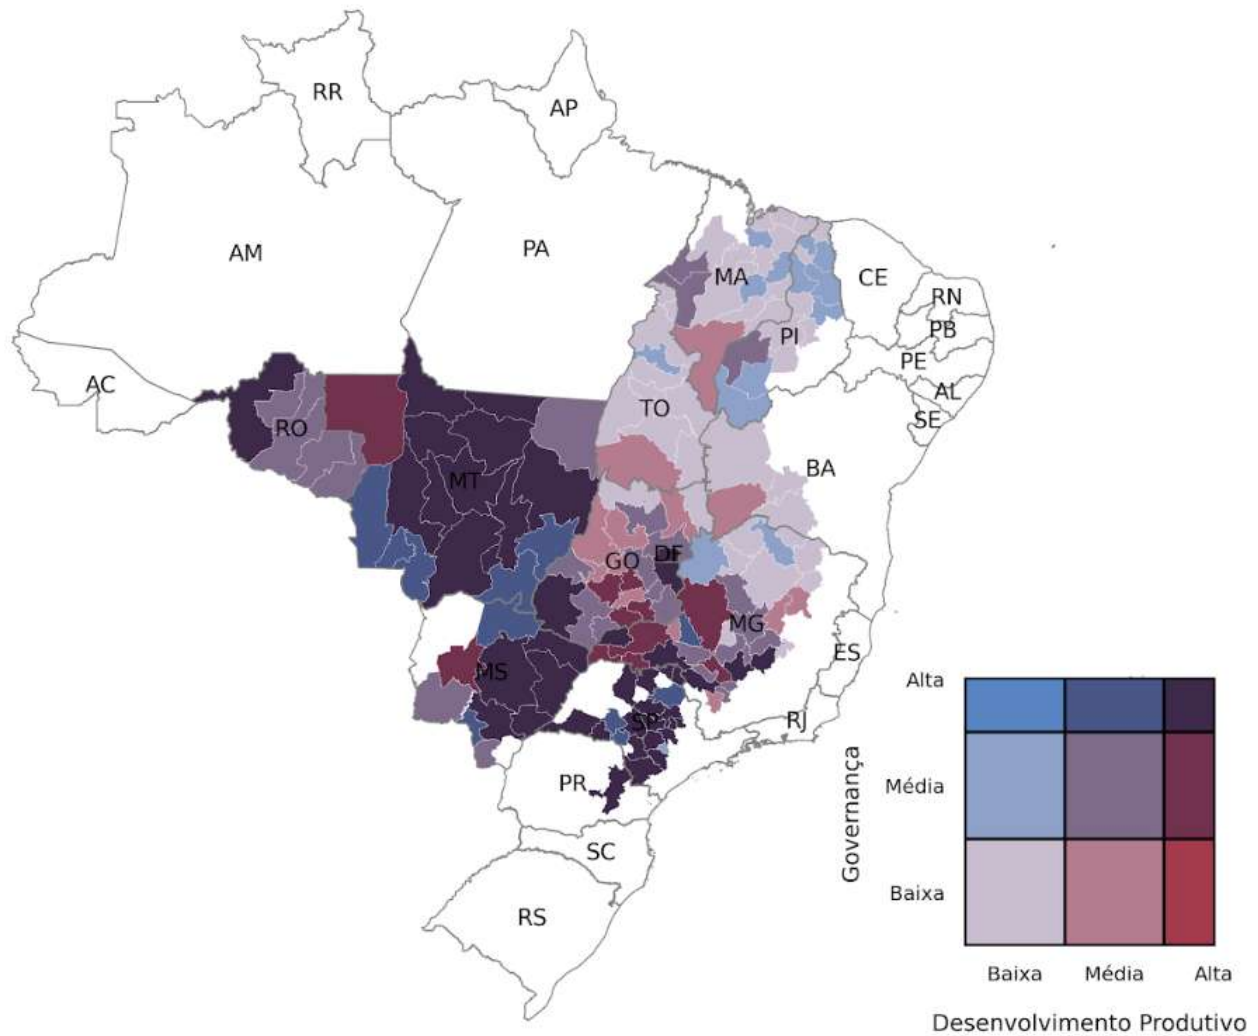 RR
AP
AM
PA
MA
CE
RN
PI
PB
PE
AC
AL
TO
SE
RO
BA
MT
DF
GO
MG
ES
MS
SP
RJ
PR
SC
RS
Alta
Média
Baixa
Governança
Baixa Média Alta
Desenvolvimento Produtivo